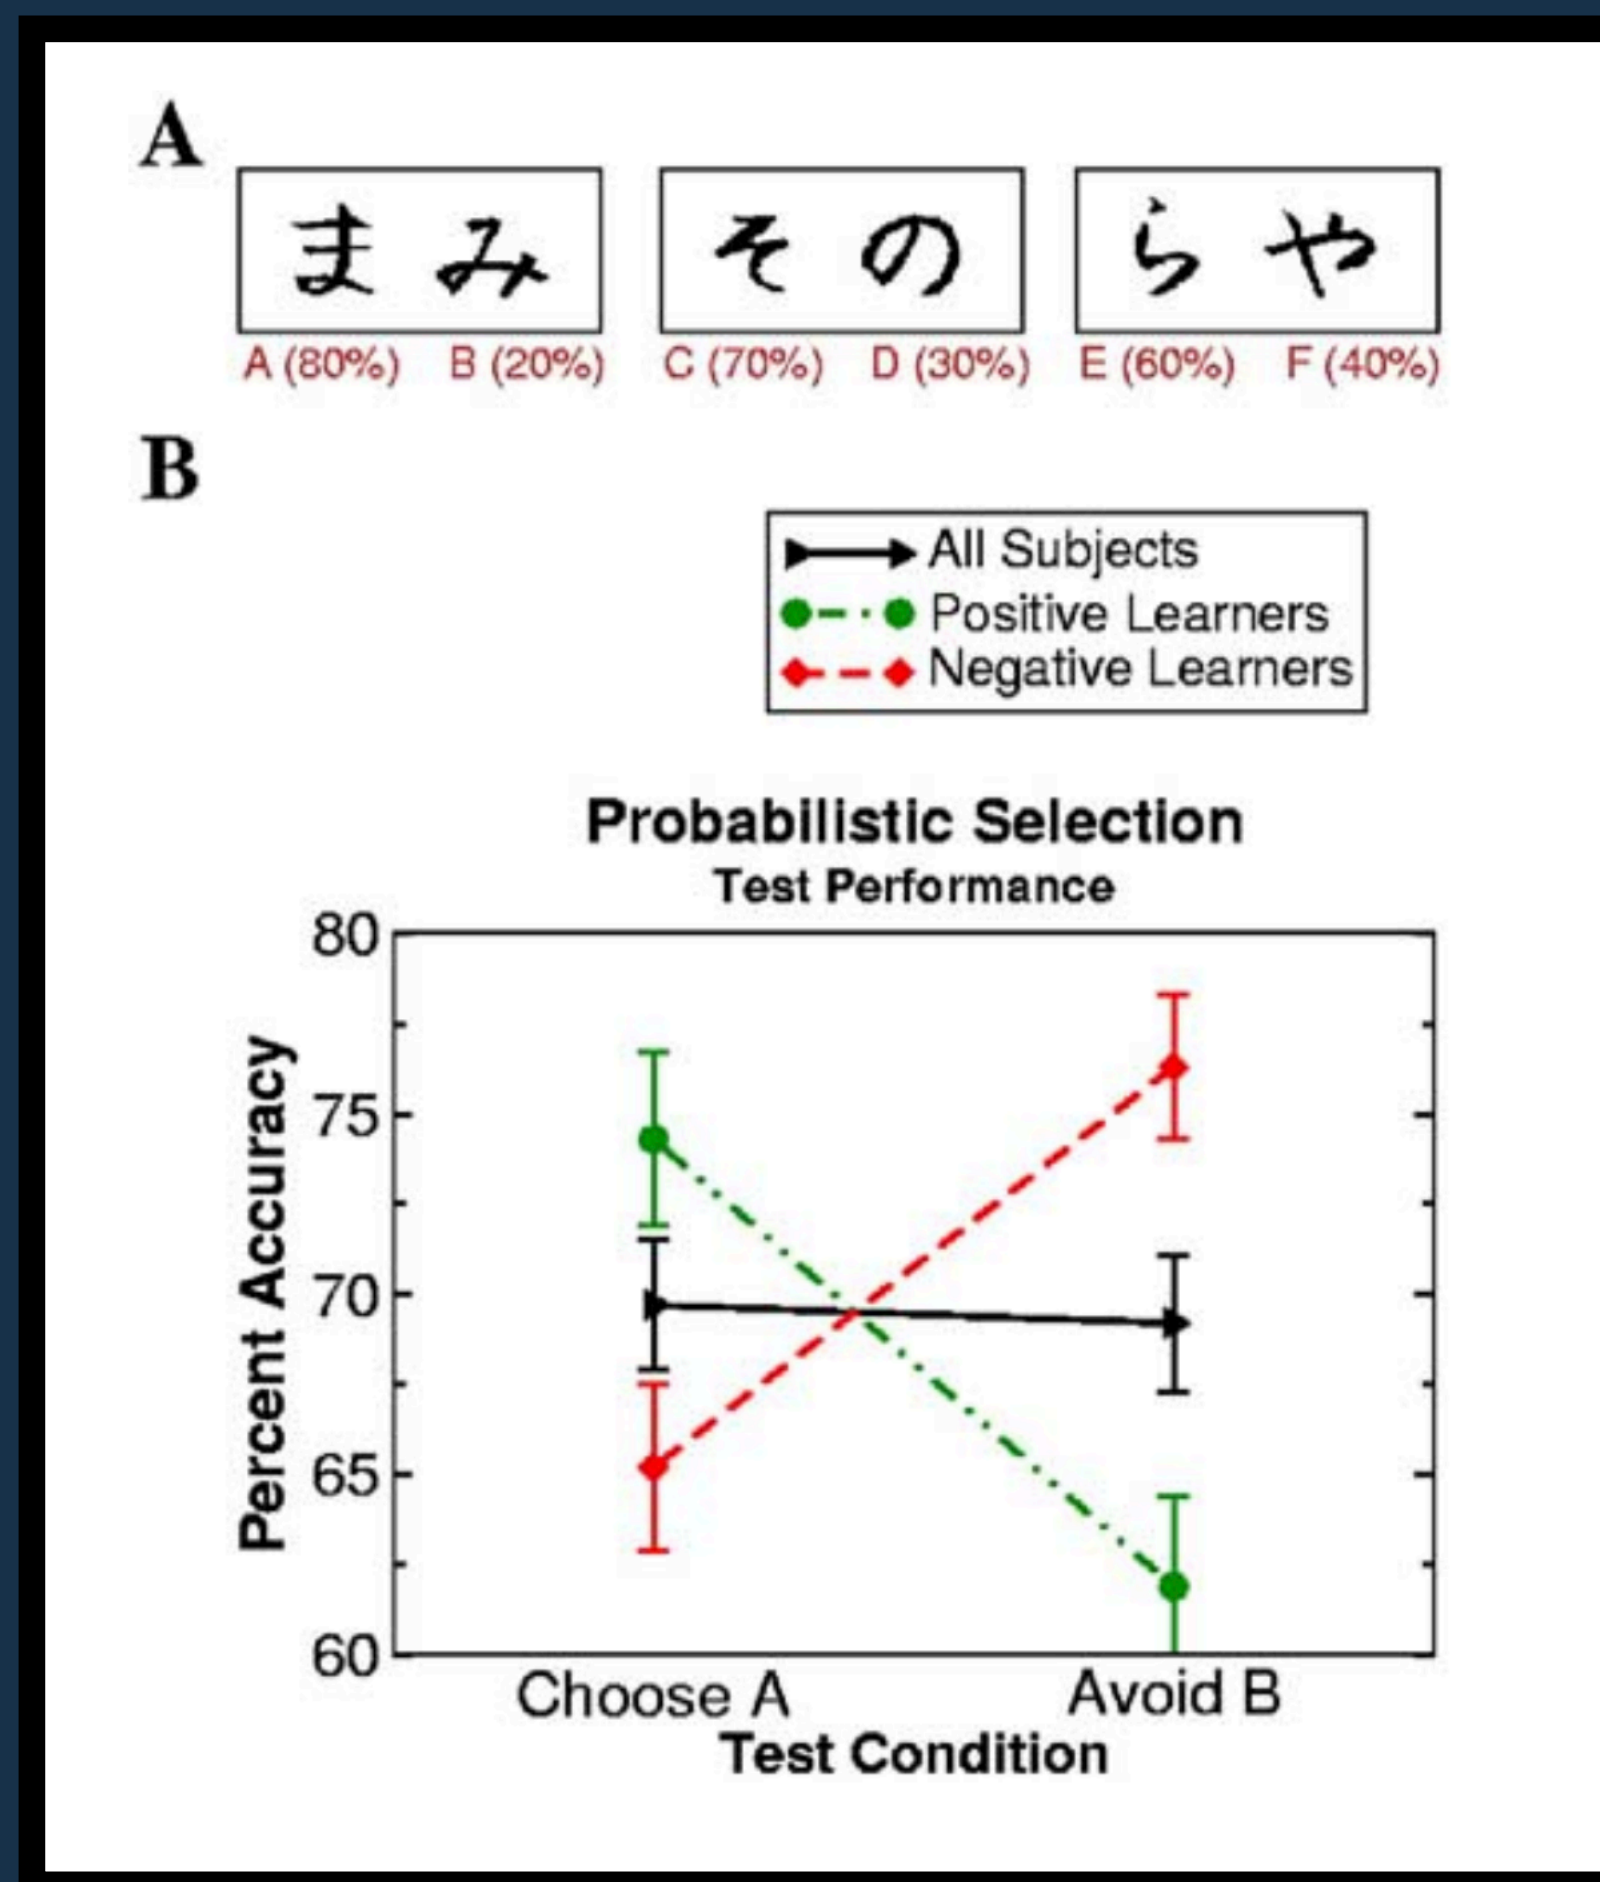 A
まみ
その
らや
A (80%) B (20%)
C (70%) D (30%)
E (60%) F (40%)
B
All Subjects
Positive Learners
Negative Learners
Probabilistic Selection
Test Performance
80
75
70
65
60
Percent Accuracy
Choose A
Avoid B
Test Condition